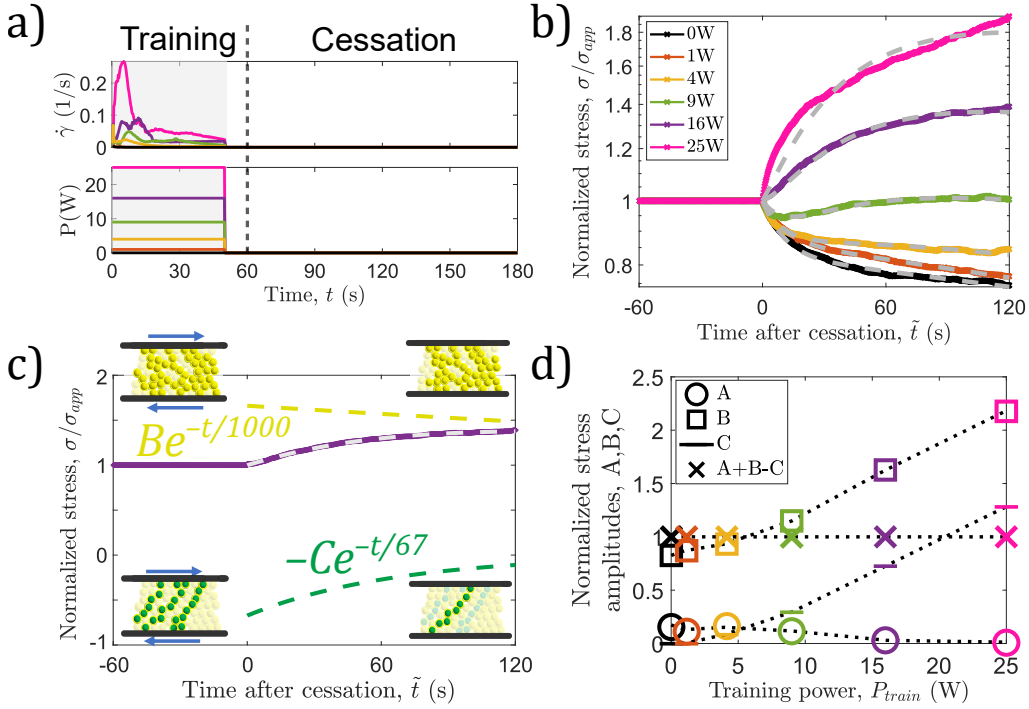 a)
Training
Cessation
γ̇ (1/s)
0.2
0.1
0
P(W)
20
10
0
0
30
60
90
120
150
180
Time, t (s)
b)
Normalized stress, σ/σapp
1.8
1.6
1.4
1.2
1
0.8
0W
1W
4W
9W
16W
25W
-60
0
60
120
Time after cessation, t̃ (s)
c)
Normalized stress, σ/σapp
2
1
0
-1
Be^-t/1000
-Ce^-t/67
-60
0
60
120
Time after cessation, t̃ (s)
d)
Normalized stress
amplitudes, A,B,C
2.5
2
1.5
1
0.5
0
A
B
C
A+B-C
0
5
10
15
20
25
Training power, Ptrain (W)